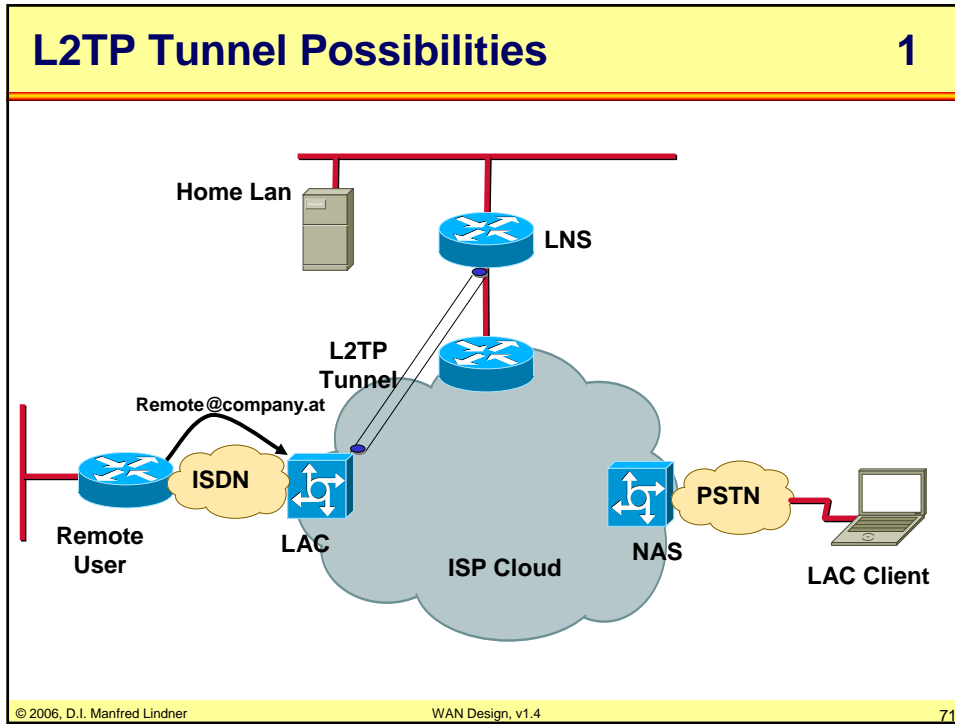 L2TP Tunnel Possibilities 1
Home Lan
LNS
L2TP
Tunnel
Remote@company.at
ISDN
PSTN
Remote
User
LAC
NAS
ISP Cloud
LAC Client
© 2006, D.I. Manfred Lindner WAN Design, v1.4 71